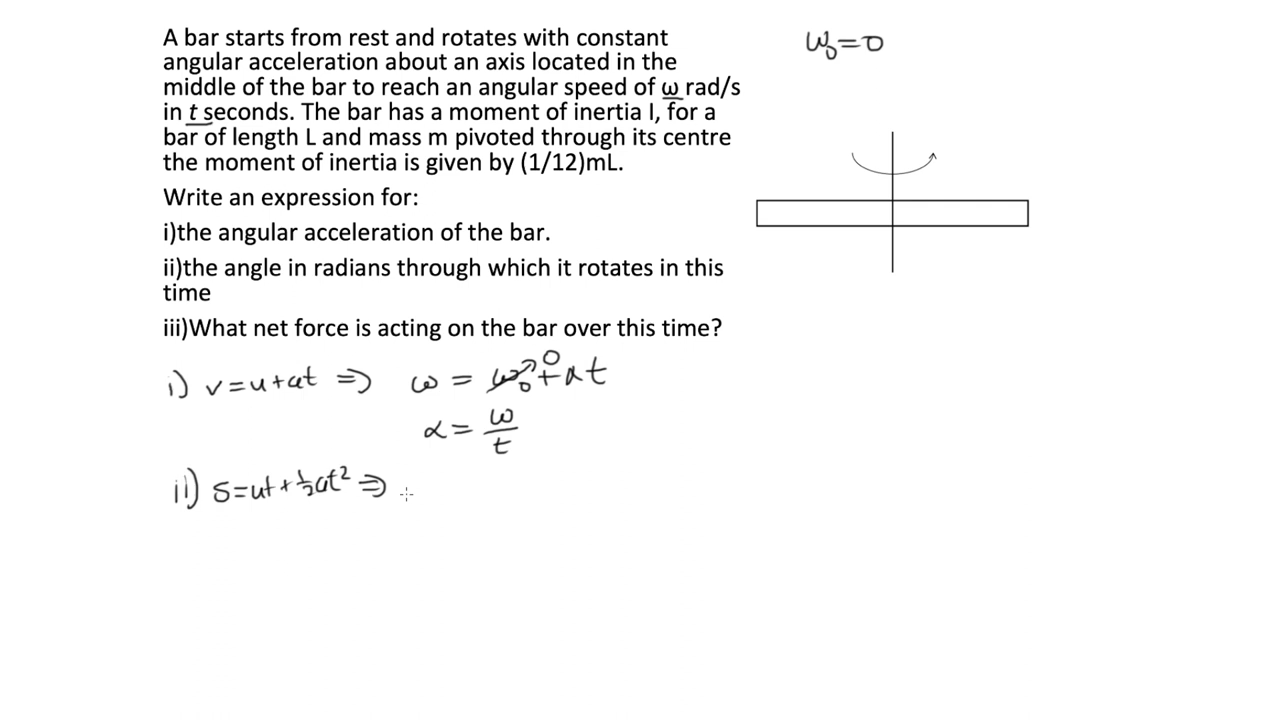 A bar starts from rest and rotates with constant
angular acceleration about an axis located in the
middle of the bar to reach an angular speed of ω rad/s
in t seconds. The bar has a moment of inertia I, for a
bar of length L and mass m pivoted through its centre
the moment of inertia is given by (1/12)mL.
Write an expression for:
i)the angular acceleration of the bar.
ii)the angle in radians through which it rotates in this
time
iii)What net force is acting on the bar over this time?
ω₀=0
i) v=u+at ⇒ ω = ω₀⁰ + αt
α = ω/t
ii) s=ut+½at² ⇒